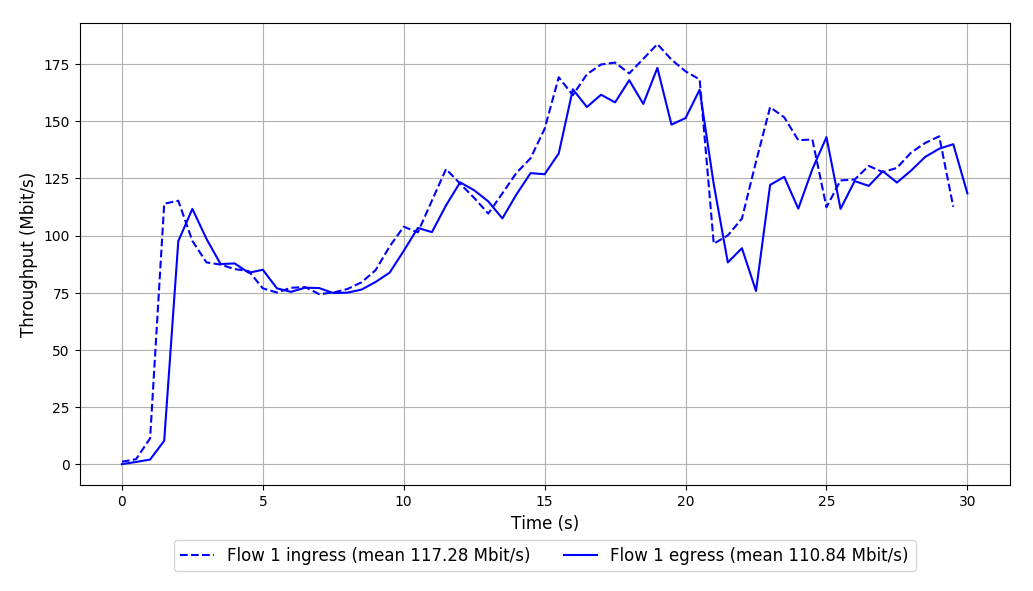 Throughput (Mbit/s)
175
150
125
100
75
50
25
0
0 5 10 15 20 25 30
Time (s)
Flow 1 ingress (mean 117.28 Mbit/s) Flow 1 egress (mean 110.84 Mbit/s)